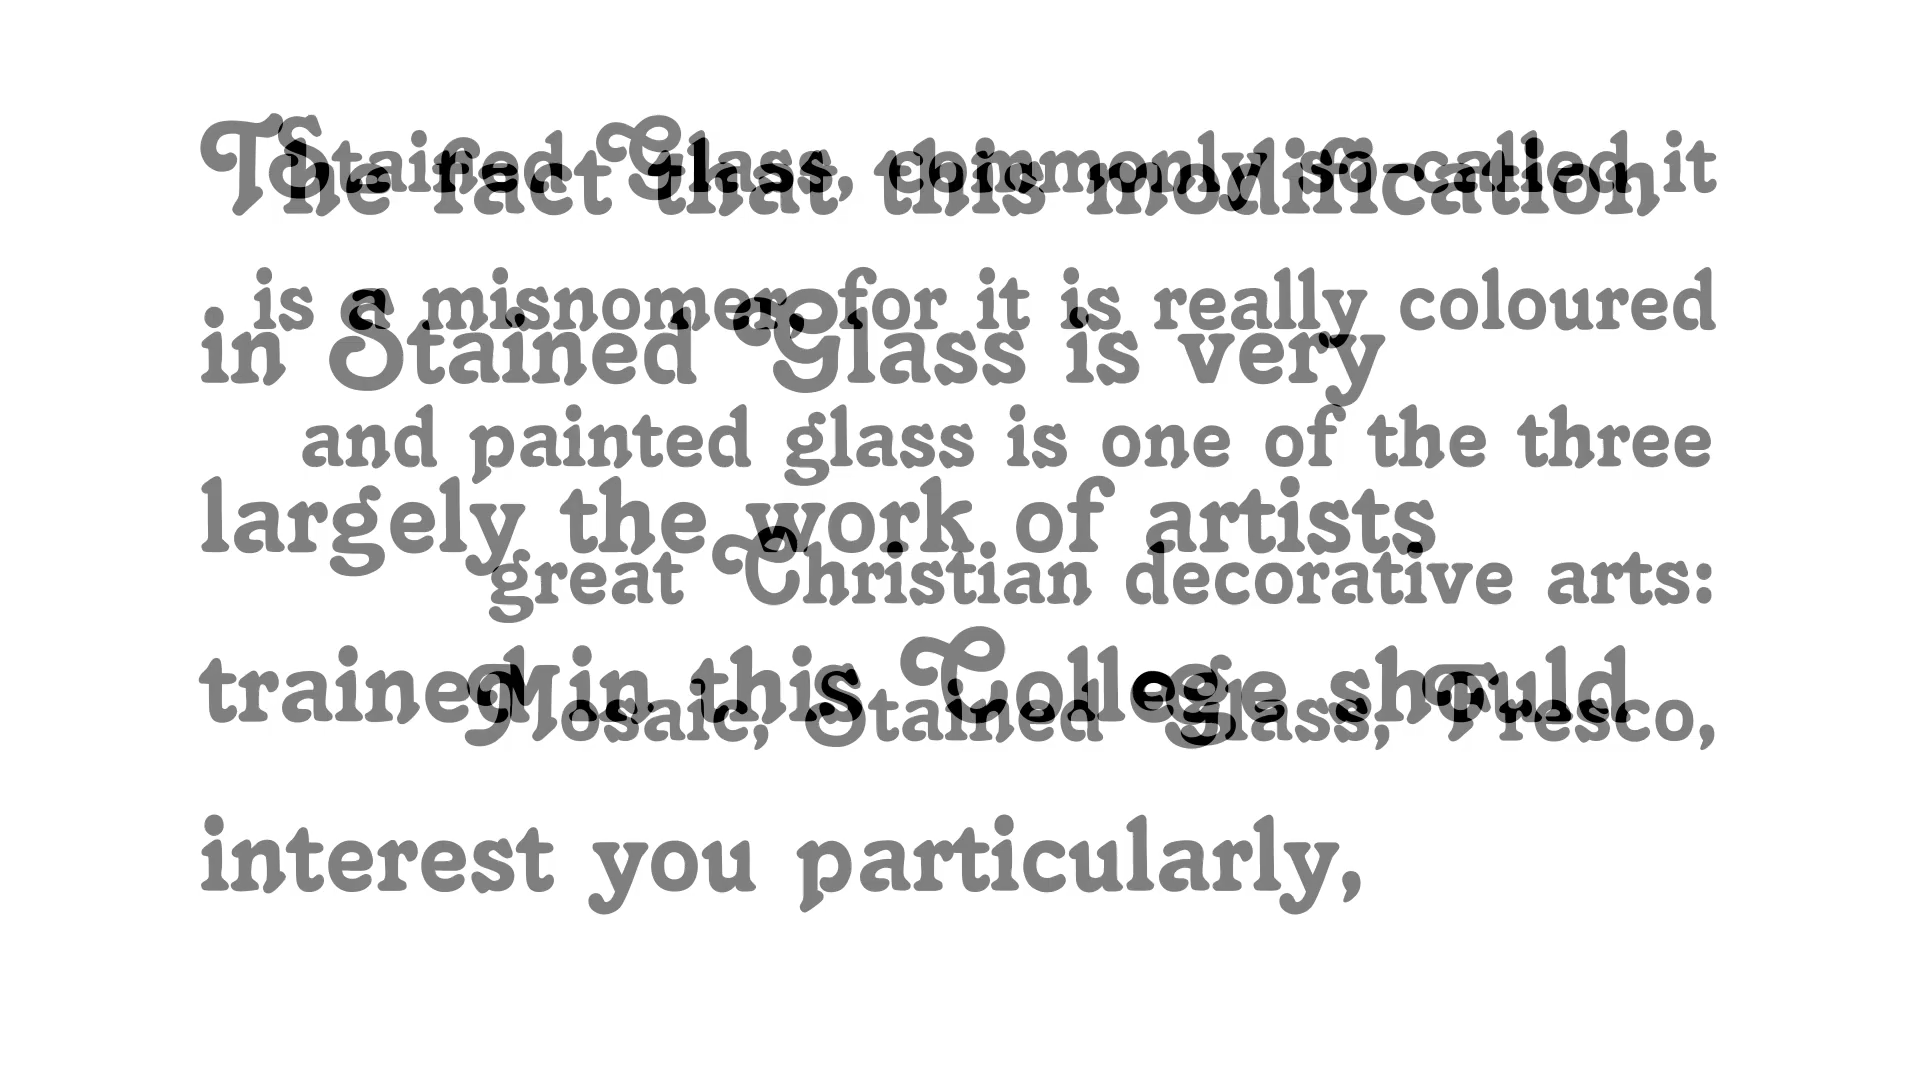 The fact that this modification
in Stained Glass is very
largely the work of artists
trained in this College should
interest you particularly,
Stained Glass, commonly so-called it
is a misnomer, for it is really coloured
and painted glass is one of the three
great Christian decorative arts:
Mosaic, Stained Glass, Fresco,